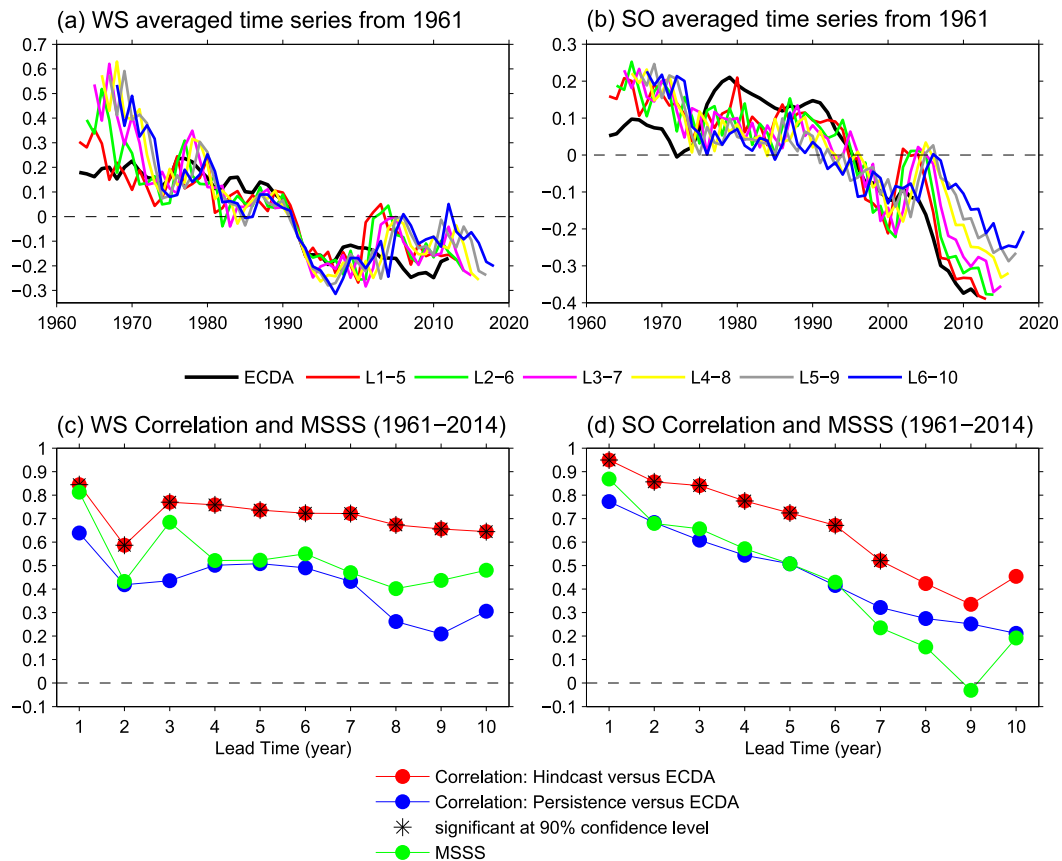 (a) WS averaged time series from 1961
0.7
0.6
0.5
0.4
0.3
0.2
0.1
0
−0.1
−0.2
−0.3
1960 1970 1980 1990 2000 2010 2020
(b) SO averaged time series from 1961
0.3
0.2
0.1
0
−0.1
−0.2
−0.3
−0.4
1960 1970 1980 1990 2000 2010 2020
ECDA L1−5 L2−6 L3−7 L4−8 L5−9 L6−10
(c) WS Correlation and MSSS (1961−2014)
1
0.9
0.8
0.7
0.6
0.5
0.4
0.3
0.2
0.1
0
−0.1
1 2 3 4 5 6 7 8 9 10
Lead Time (year)
(d) SO Correlation and MSSS (1961−2014)
1
0.9
0.8
0.7
0.6
0.5
0.4
0.3
0.2
0.1
0
−0.1
1 2 3 4 5 6 7 8 9 10
Lead Time (year)
Correlation: Hindcast versus ECDA
Correlation: Persistence versus ECDA
significant at 90% confidence level
MSSS